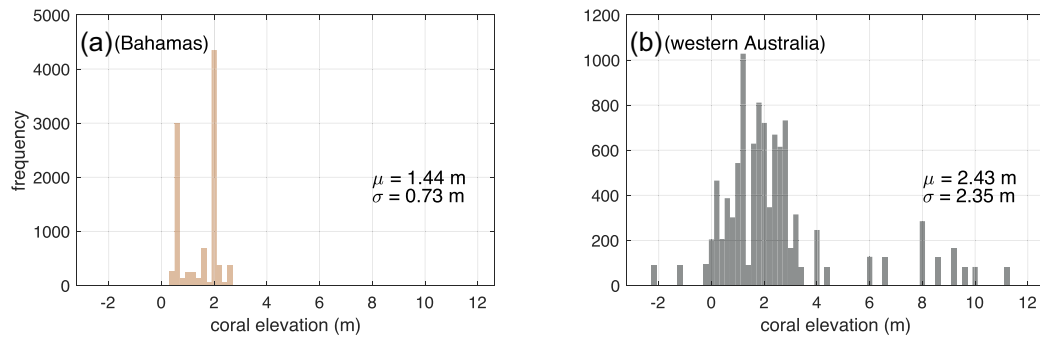 (a) (Bahamas)
5000
4000
3000
2000
1000
0
frequency
μ = 1.44 m
σ = 0.73 m
-2 0 2 4 6 8 10 12
coral elevation (m)
(b) (western Australia)
1200
1000
800
600
400
200
0
μ = 2.43 m
σ = 2.35 m
-2 0 2 4 6 8 10 12
coral elevation (m)